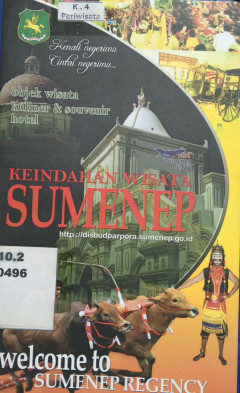 K.4
Pariwisata
Kenali negerimu
Cintai negerimu...
objek wisata
kuliner & souvenir
hotel
KEINDAHAN WISATA
SUMENEP
http://disbudparpora.sumenep.go.id
10.2
0496
welcome to
SUMENEP REGENCY